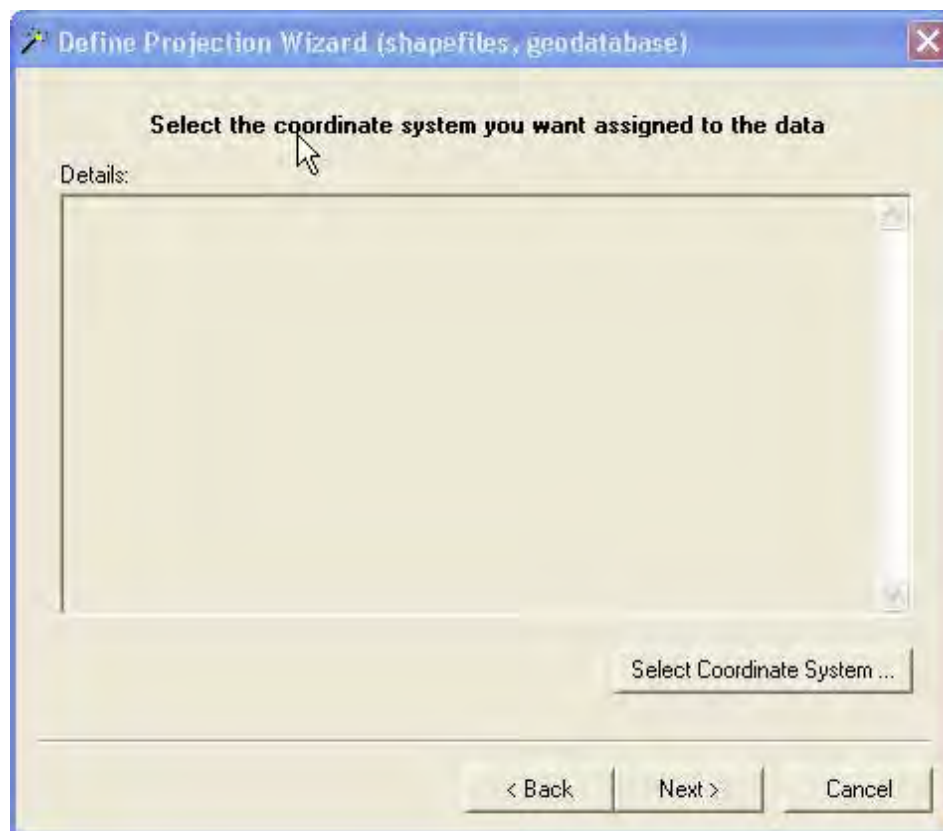 Define Projection Wizard (shapefiles, geodatabase)
Select the coordinate system you want assigned to the data
Details:
Select Coordinate System ...
< Back
Next >
Cancel